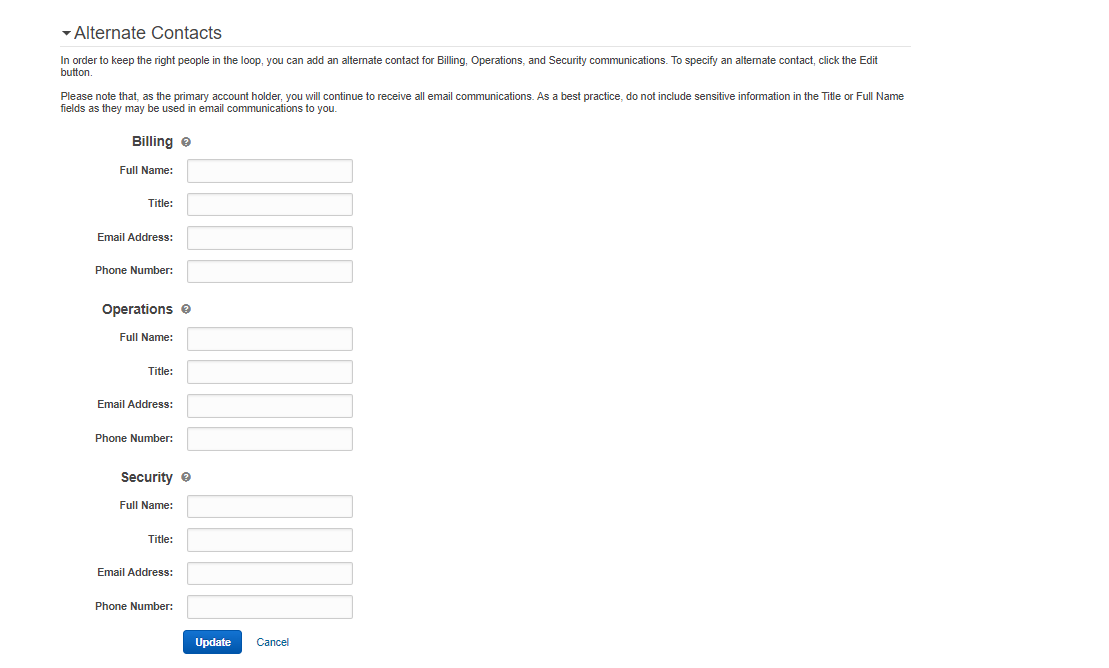 Alternate Contacts
In order to keep the right people in the loop, you can add an alternate contact for Billing, Operations, and Security communications. To specify an alternate contact, click the Edit
button.
Please note that, as the primary account holder, you will continue to receive all email communications. As a best practice, do not include sensitive information in the Title or Full Name
fields as they may be used in email communications to you.
Billing ?
Full Name:
Title:
Email Address:
Phone Number:
Operations ?
Full Name:
Title:
Email Address:
Phone Number:
Security ?
Full Name:
Title:
Email Address:
Phone Number:
Update Cancel